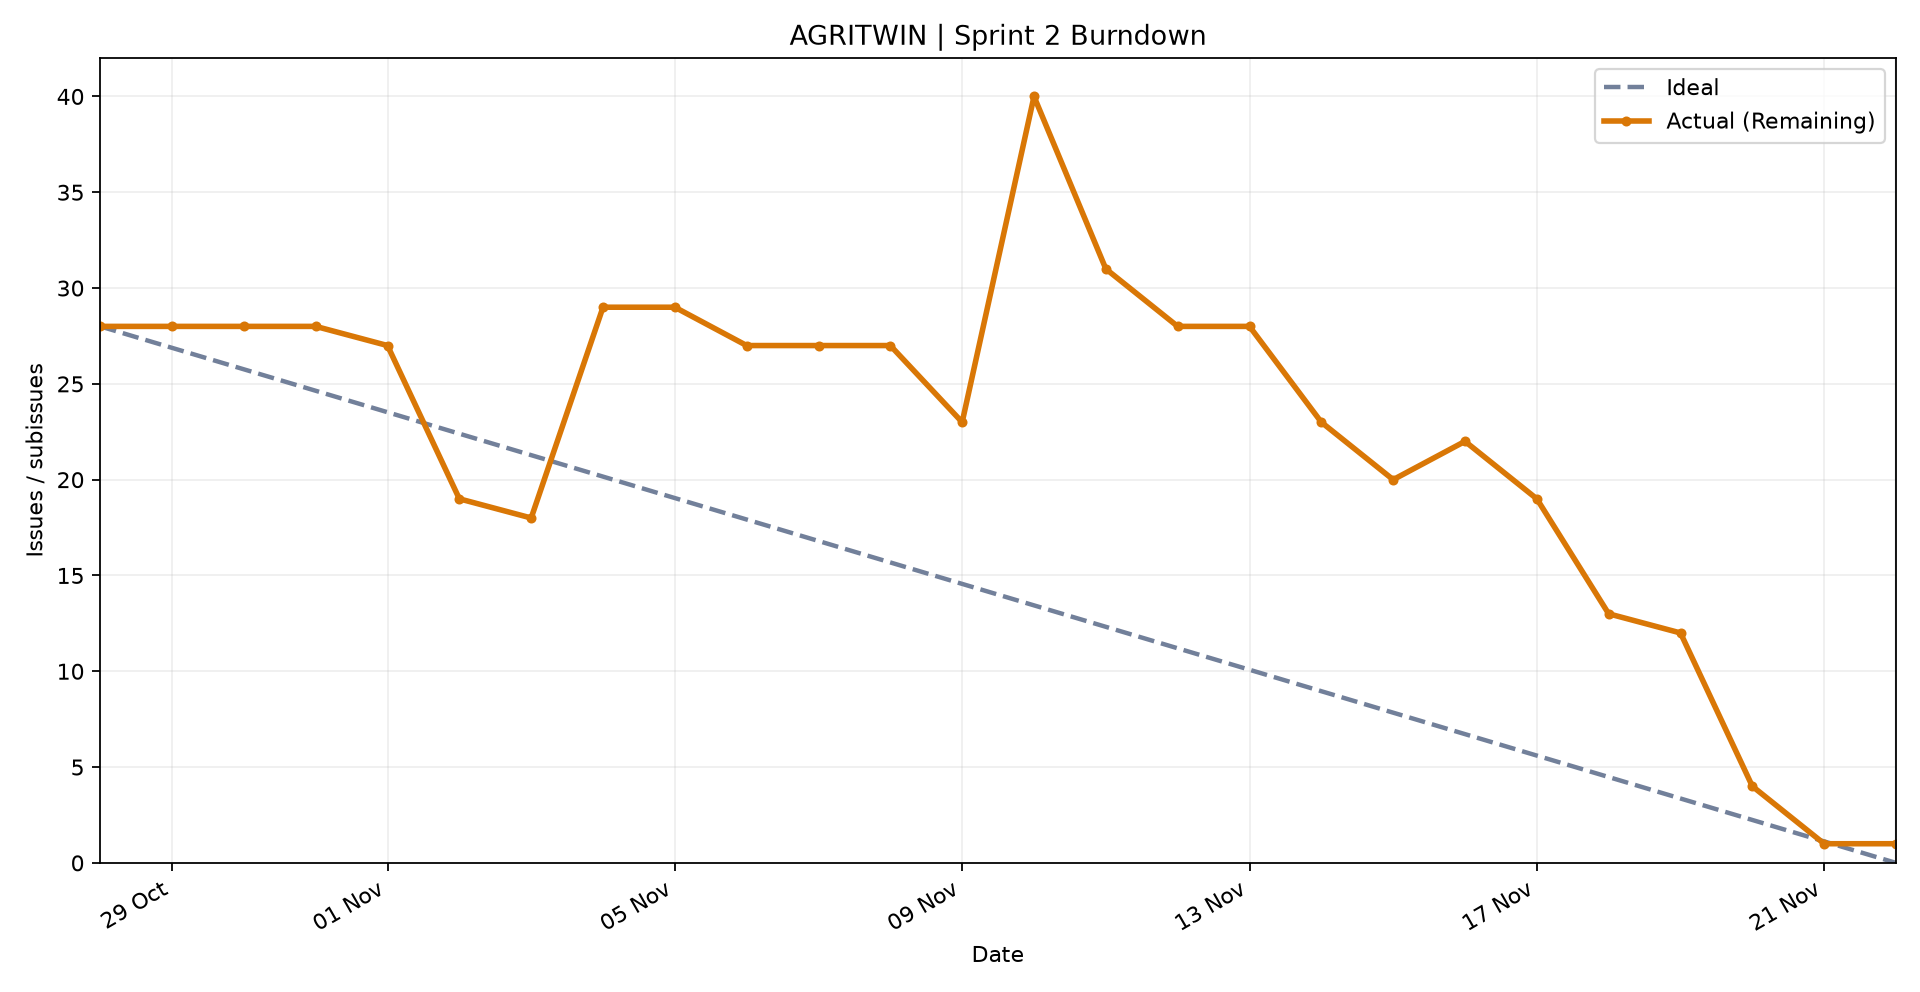 AGRITWIN | Sprint 2 Burndown
Ideal
Actual (Remaining)
Issues / subissues
40
35
30
25
20
15
10
5
0
29 Oct
01 Nov
05 Nov
09 Nov
13 Nov
17 Nov
21 Nov
Date